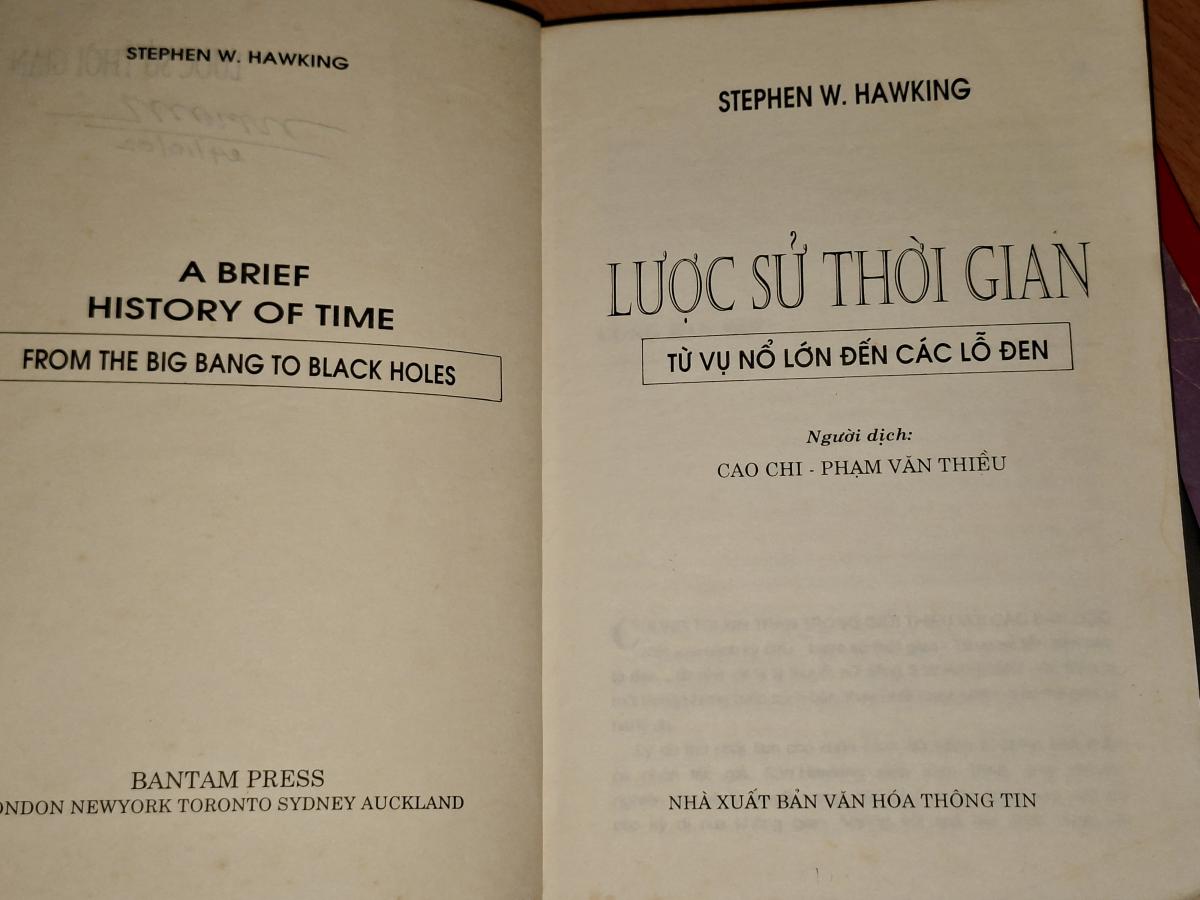 STEPHEN W. HAWKING
A BRIEF
HISTORY OF TIME
FROM THE BIG BANG TO BLACK HOLES
BANTAM PRESS
ONDON NEWYORK TORONTO SYDNEY AUCKLAND
STEPHEN W. HAWKING
LƯỢC SỬ THỜI GIAN
TỪ VỤ NỔ LỚN ĐẾN CÁC LỖ ĐEN
Người dịch:
CAO CHI - PHẠM VĂN THIỀU
NHÀ XUẤT BẢN VĂN HÓA THÔNG TIN